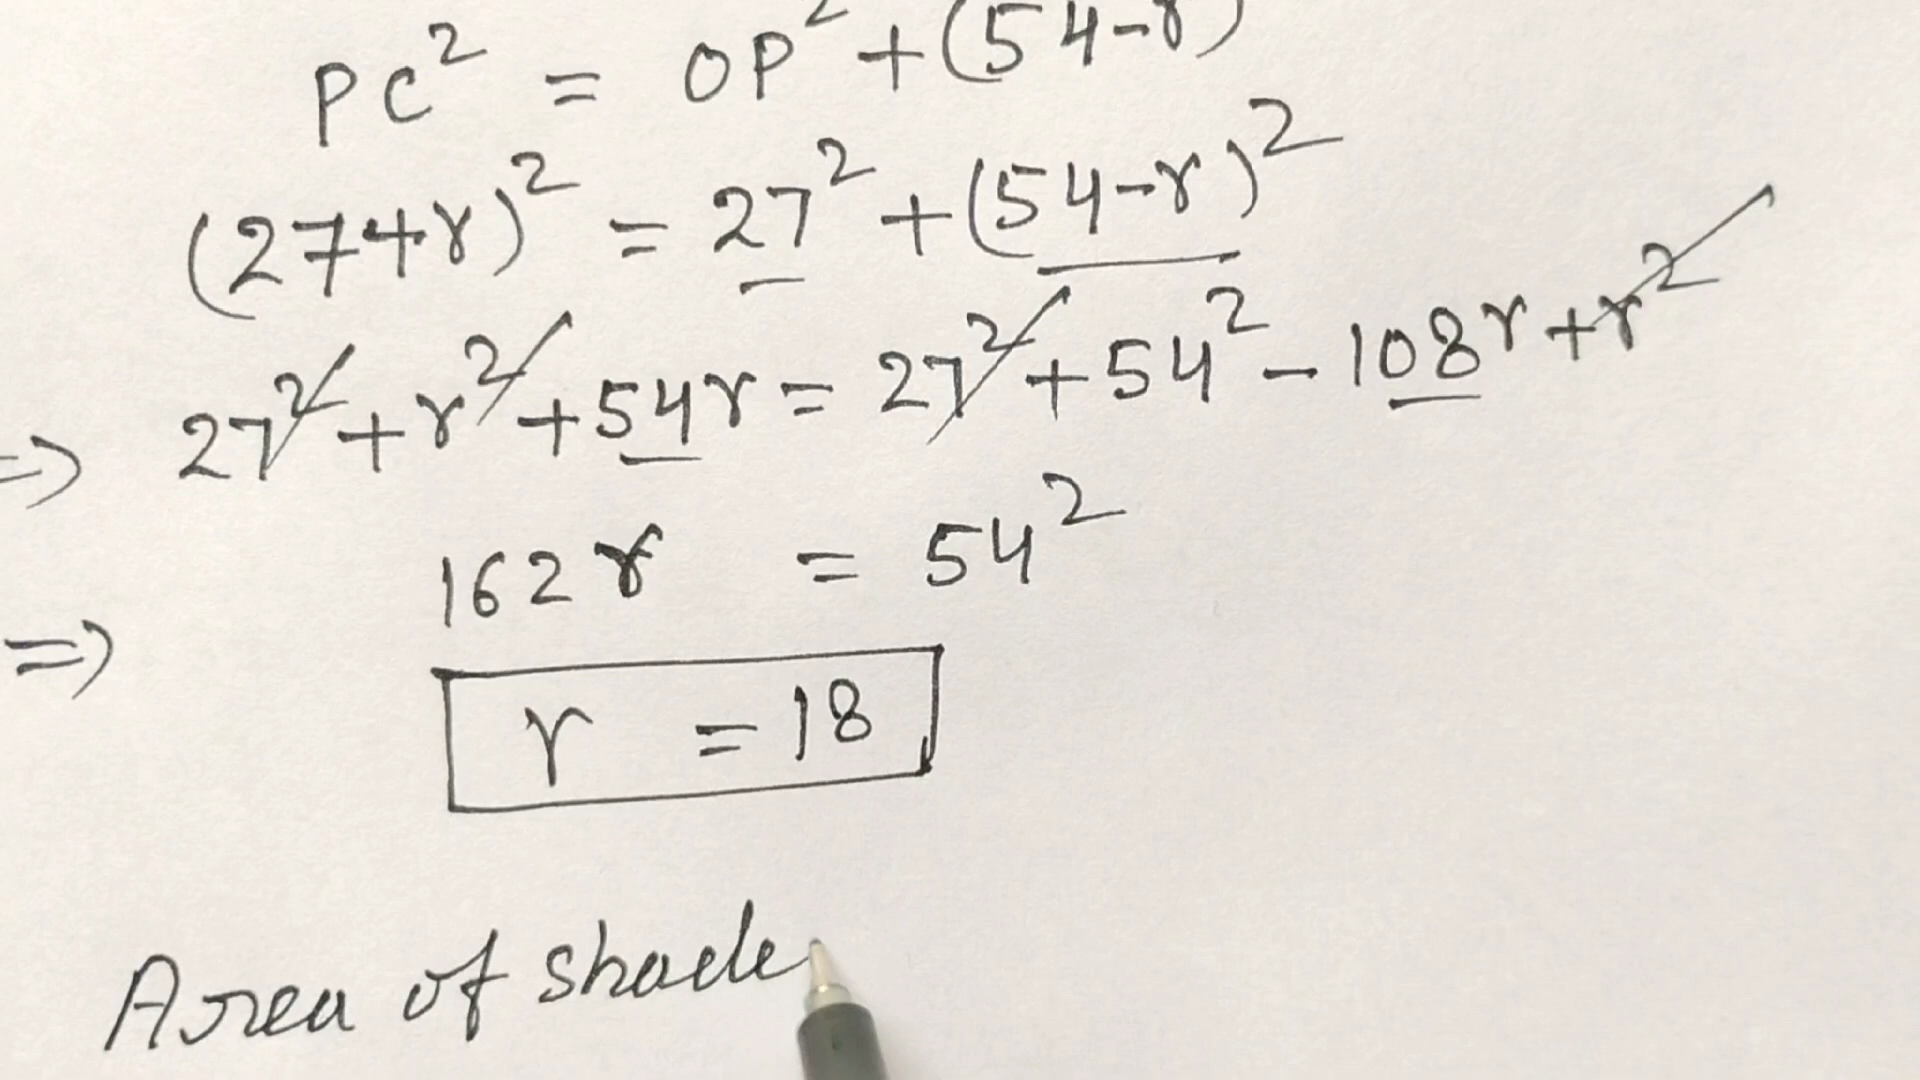 PC² = OP² + (54-r)
(27+r)² = 27² + (54-r)²
=> 27² + r² + 54r = 27² + 54² - 108r + r²
162r = 54²
=> r = 18
Area of shade